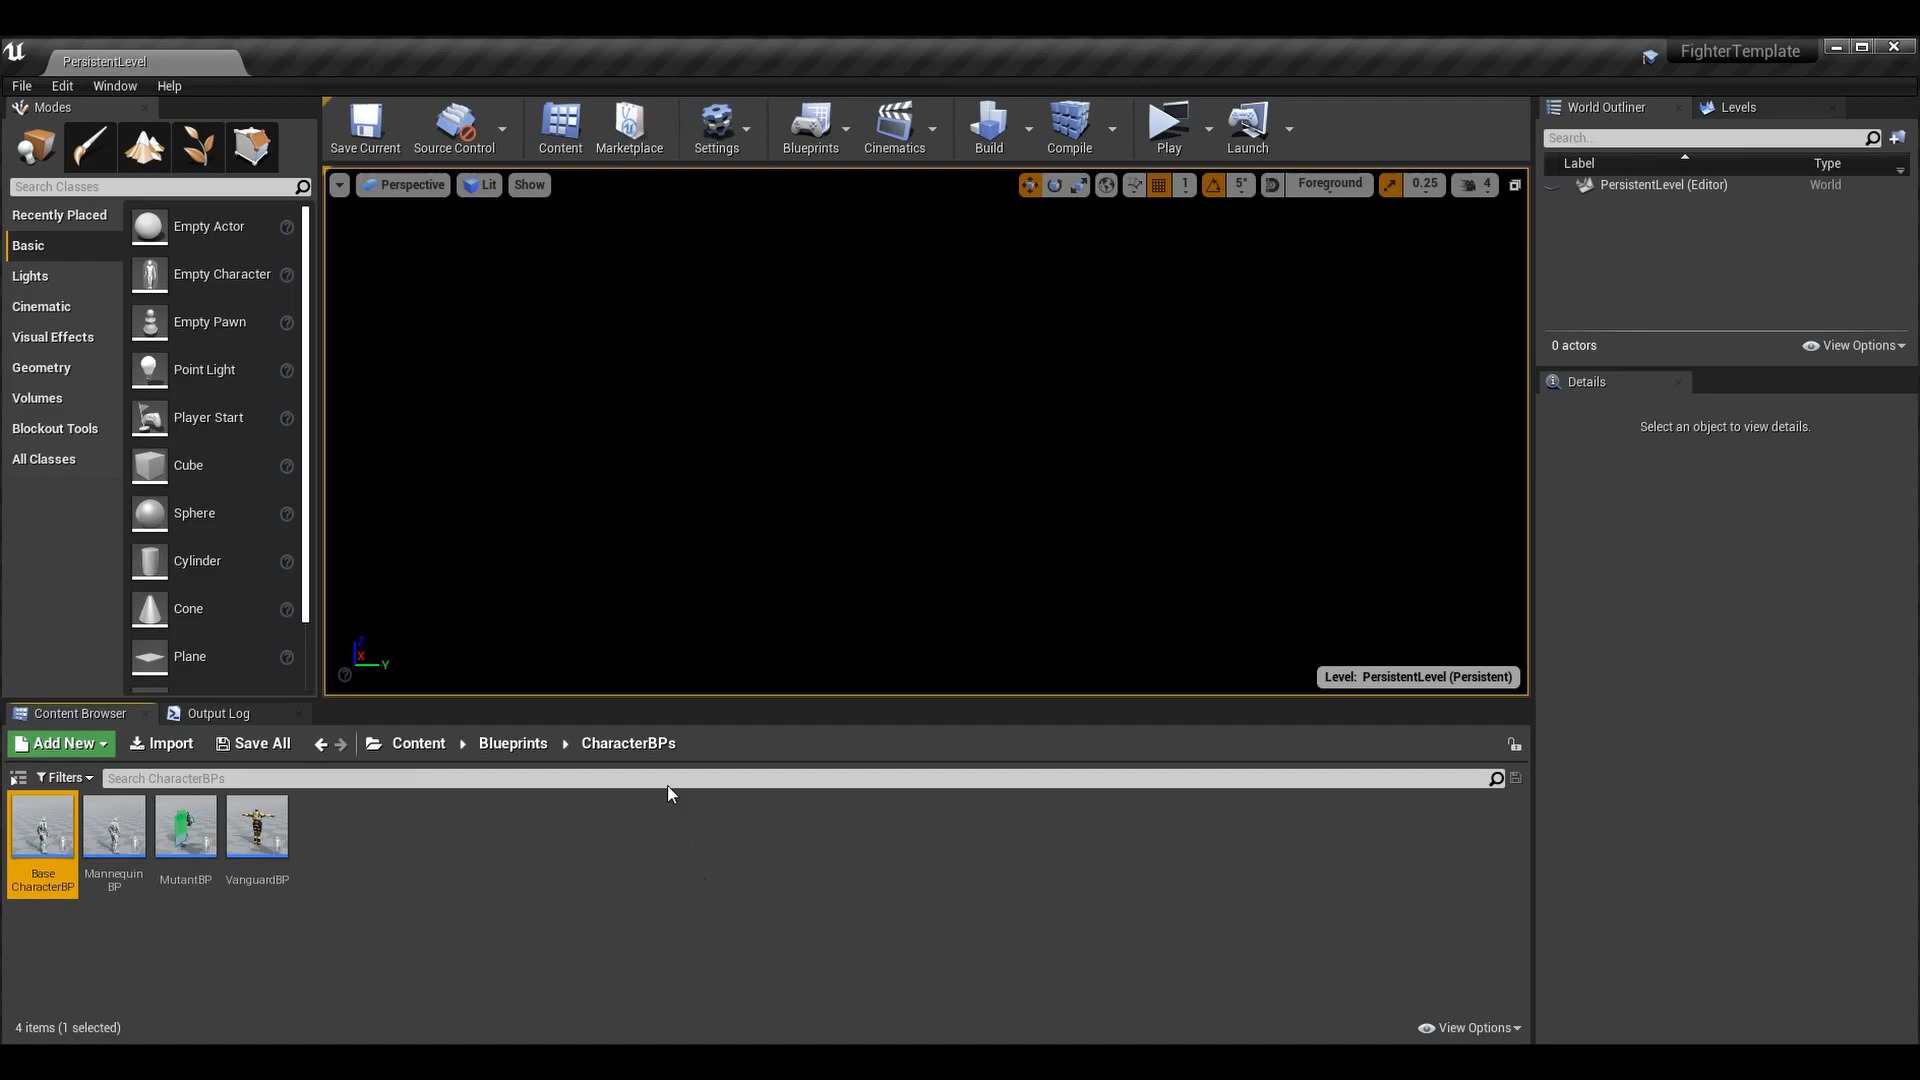 PersistentLevel
FighterTemplate
File Edit Window Help
Modes
Save Current
Source Control
Content
Marketplace
Settings
Blueprints
Cinematics
Build
Compile
Play
Launch
World Outliner
Levels
Search...
Label
Type
PersistentLevel (Editor)
World
0 actors
View Options
Details
Select an object to view details.
Search Classes
Recently Placed
Basic
Lights
Cinematic
Visual Effects
Geometry
Volumes
Blockout Tools
All Classes
Empty Actor
Empty Character
Empty Pawn
Point Light
Player Start
Cube
Sphere
Cylinder
Cone
Plane
Perspective
Lit
Show
1
5°
Foreground
0.25
4
Z
X
Y
Level: PersistentLevel (Persistent)
Content Browser
Output Log
Add New
Import
Save All
Content
Blueprints
CharacterBPs
Filters
Search CharacterBPs
Base
CharacterBP
Mannequin
BP
MutantBP
VanguardBP
4 items (1 selected)
View Options